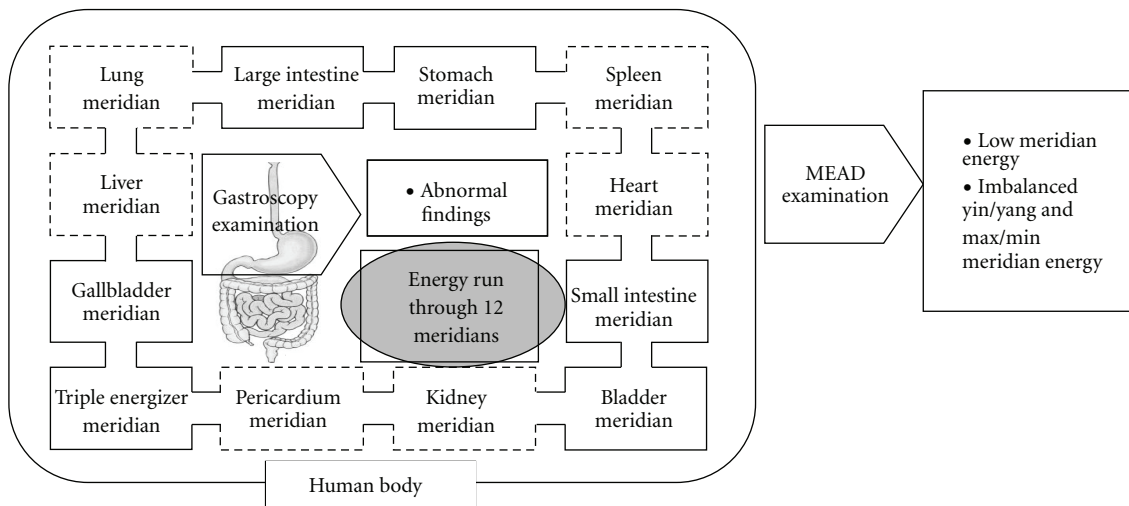 Lung
meridian
Large intestine
meridian
Stomach
meridian
Spleen
meridian
Liver
meridian
Gastroscopy
examination
• Abnormal
findings
Heart
meridian
MEAD
examination
• Low meridian
energy
• Imbalanced
yin/yang and
max/min
meridian energy
Gallbladder
meridian
Energy run
through 12
meridians
Small intestine
meridian
Triple energizer
meridian
Pericardium
meridian
Kidney
meridian
Bladder
meridian
Human body